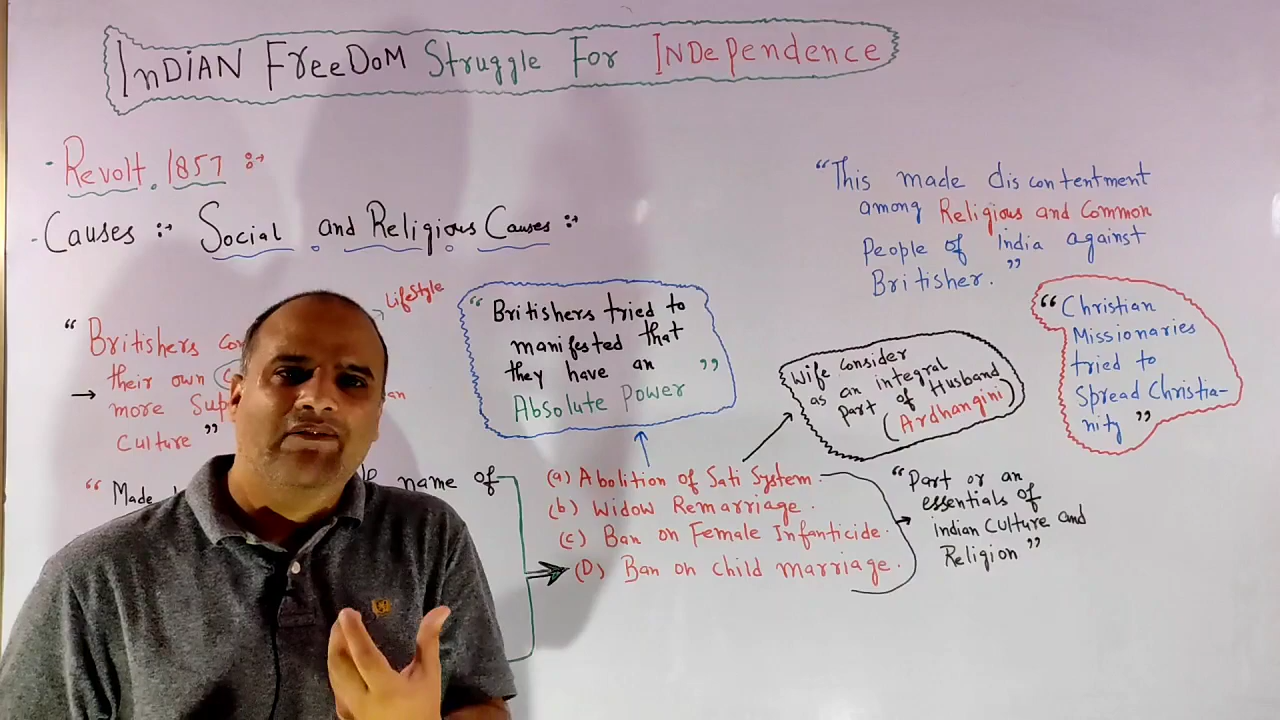 INDIAN FreeDoM Struggle For INDependence
- Revolt 1857 :→
- Causes :→ Social and Religious Causes :→
LifeStyle
“ Britishers
→ their own
more
Culture ”
“ Made
name of
“ Britishers tried to
manifested that
they have an ”
Absolute Power
(a) Abolition of Sati System.
(b) Widow Remarriage.
(c) Ban on Female Infanticide.
(D) Ban on child marriage.
Wife consider
as an integral
part of Husband
(Ardhangini)
“Part or an
essentials of
indian Culture and
Religion ”
“This made discontentment
among Religious and Common
People of India against
Britisher. ”
“ Christian
Missionaries
tried to
Spread Christia-
nity ”